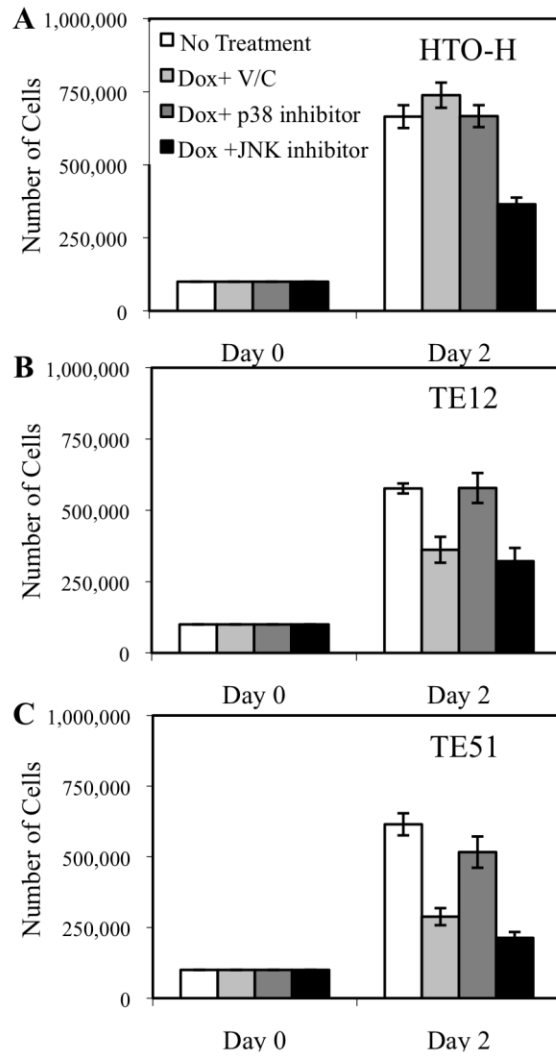 A
Number of Cells
1,000,000
750,000
500,000
250,000
0
No Treatment
Dox+ V/C
Dox+ p38 inhibitor
Dox +JNK inhibitor
HTO-H
Day 0 Day 2
B
Number of Cells
1,000,000
750,000
500,000
250,000
0
TE12
Day 0 Day 2
C
Number of Cells
1,000,000
750,000
500,000
250,000
0
TE51
Day 0 Day 2